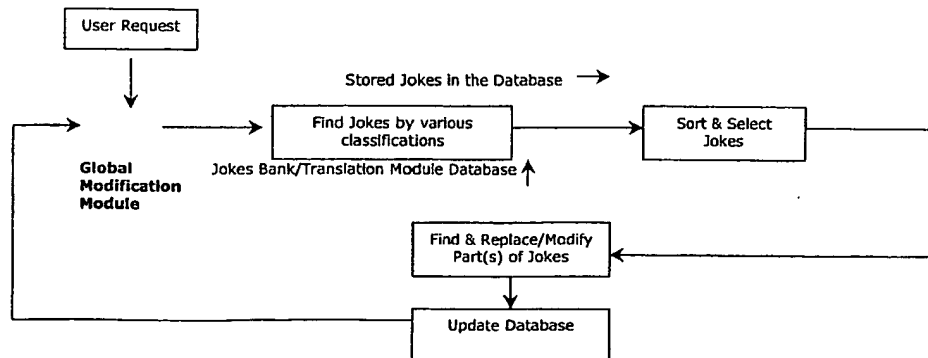 User Request
Stored Jokes in the Database
Find Jokes by various
classifications
Sort & Select
Jokes
Global
Modification
Module
Jokes Bank/Translation Module Database
Find & Replace/Modify
Part(s) of Jokes
Update Database